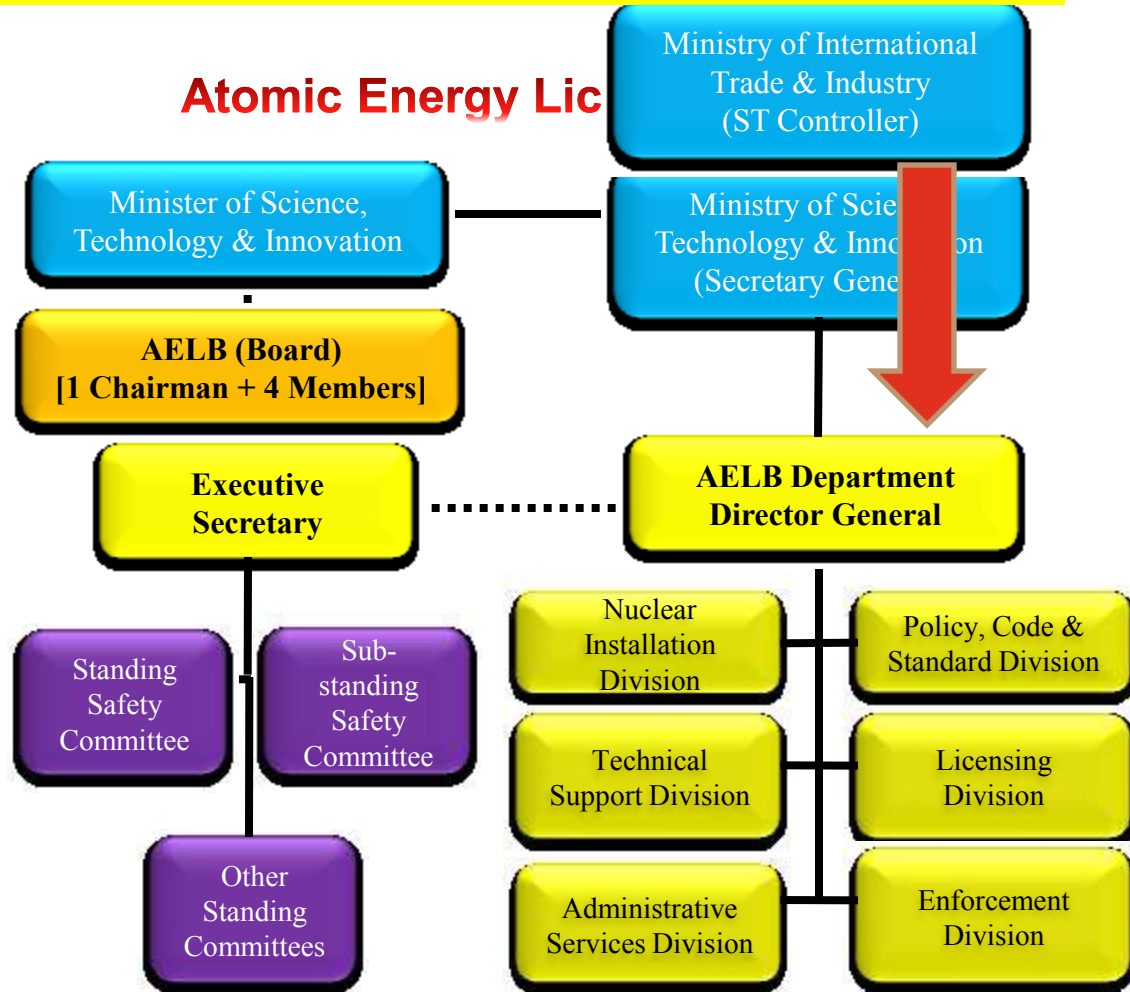 Ministry of International
Trade & Industry
(ST Controller)
Atomic Energy Lic
Minister of Science,
Technology & Innovation
Ministry of Scie
Technology & Inno on
(Secretary Gene
AELB (Board)
[1 Chairman + 4 Members]
Executive
Secretary
AELB Department
Director General
Standing
Safety
Committee
Sub-
standing
Safety
Committee
Other
Standing
Committees
Nuclear
Installation
Division
Policy, Code &
Standard Division
Technical
Support Division
Licensing
Division
Administrative
Services Division
Enforcement
Division